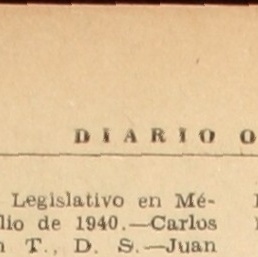 DIARIO O
Legislativo en Mé-
lio de 1940.—Carlos
T., D. S.—Juan